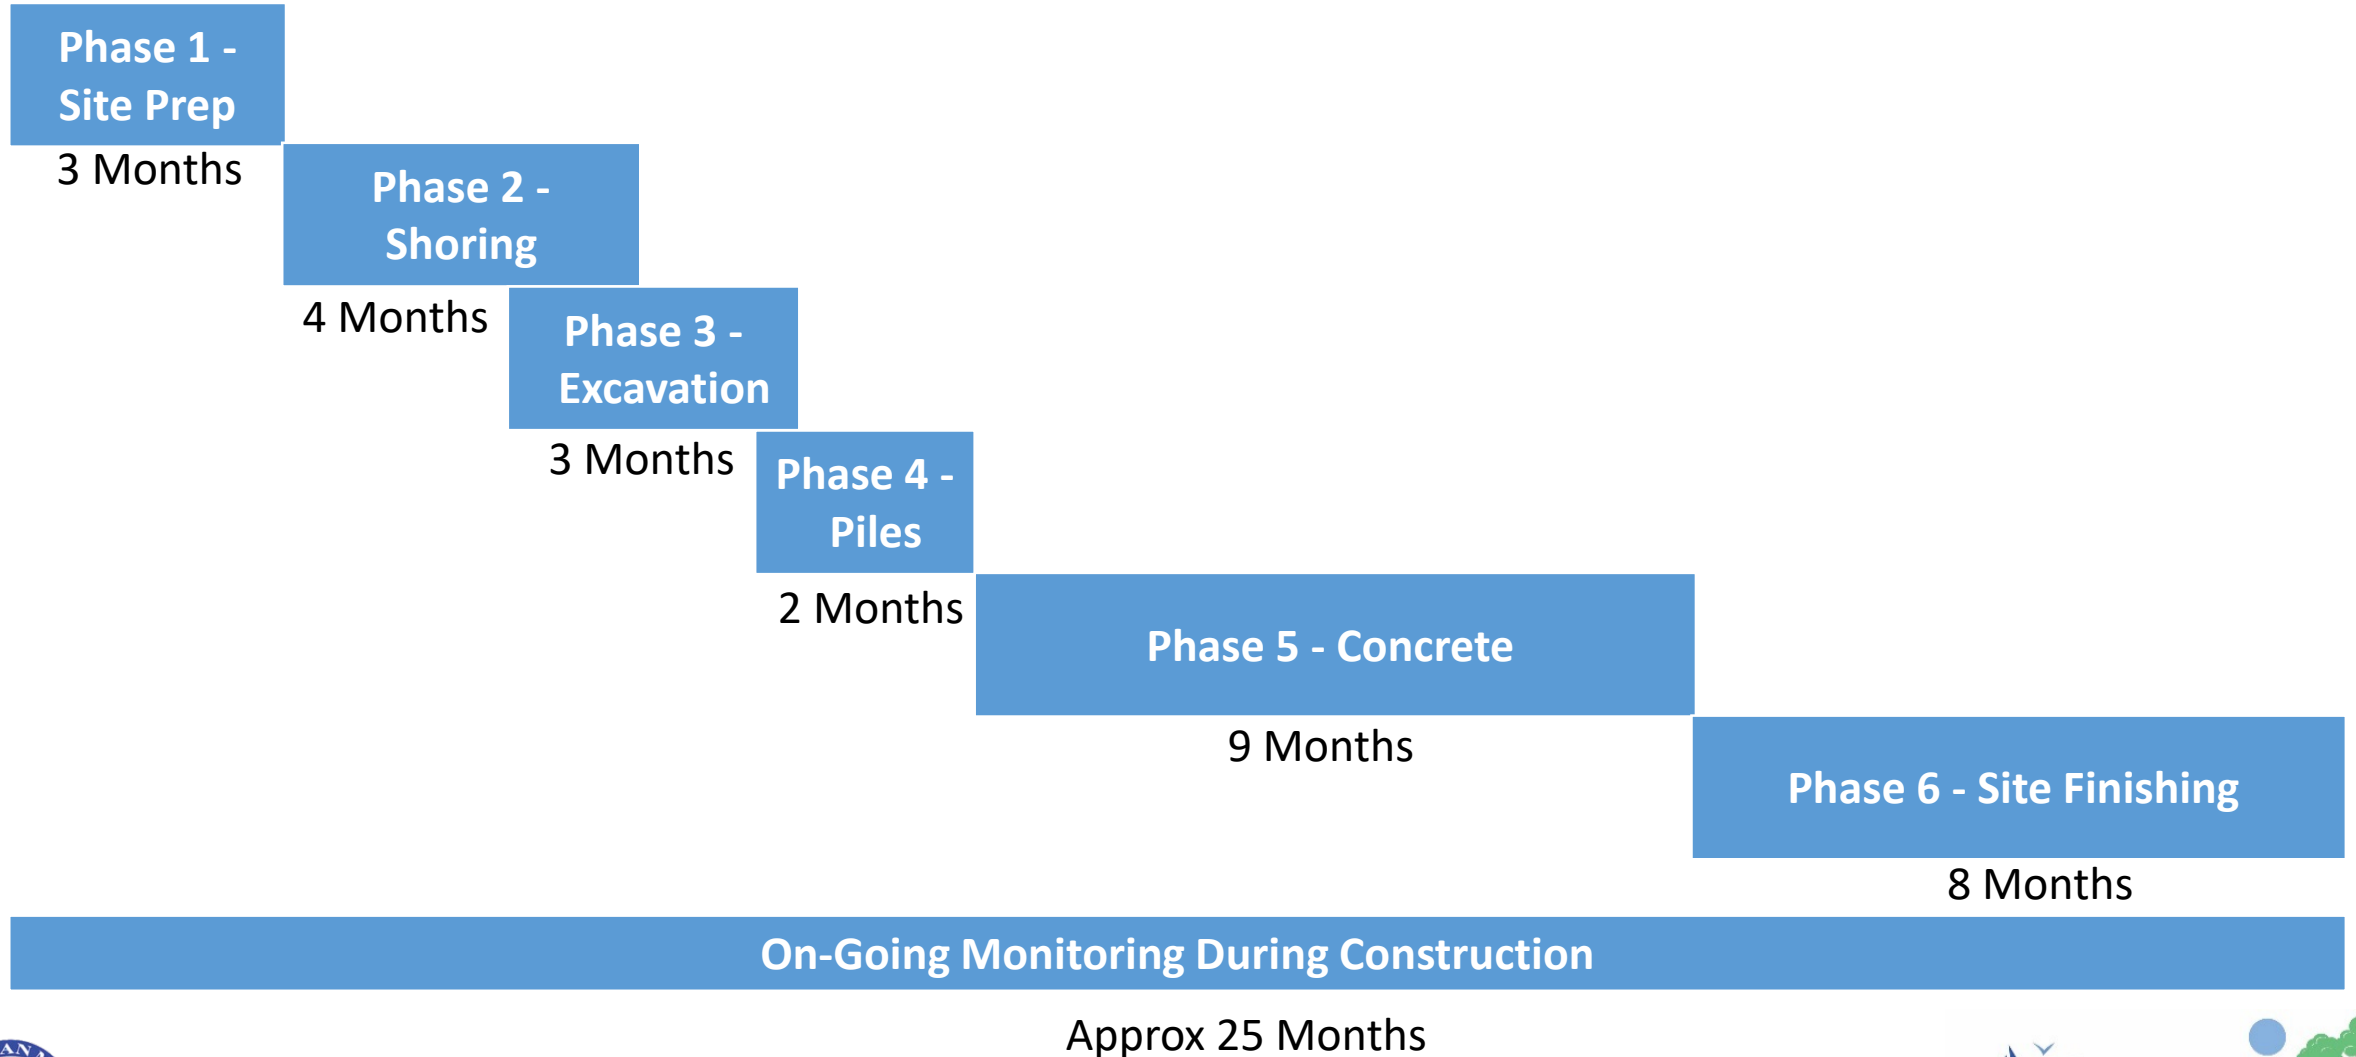 Phase 1 -
Site Prep
3 Months
Phase 2 -
Shoring
4 Months
Phase 3 -
Excavation
3 Months
Phase 4 -
Piles
2 Months
Phase 5 - Concrete
9 Months
Phase 6 - Site Finishing
8 Months
On-Going Monitoring During Construction
Approx 25 Months